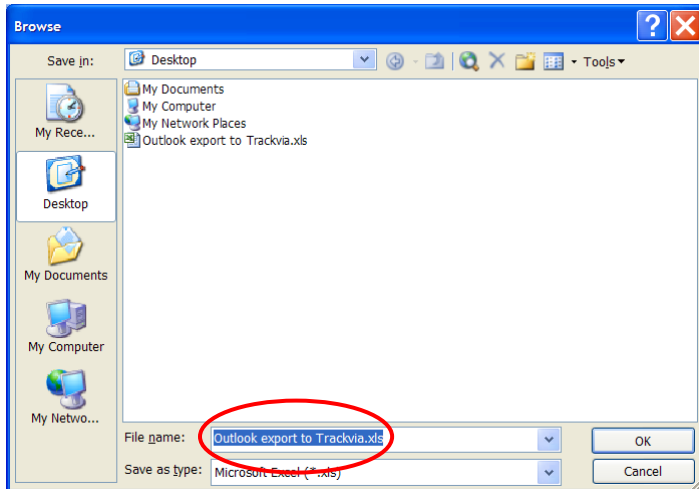 Browse
Save in: Desktop Tools
My Documents
My Computer
My Network Places
Outlook export to Trackvia.xls
My Rece...
Desktop
My Documents
My Computer
My Netwo...
File name: Outlook export to Trackvia.xls OK
Save as type: Microsoft Excel (*.xls) Cancel